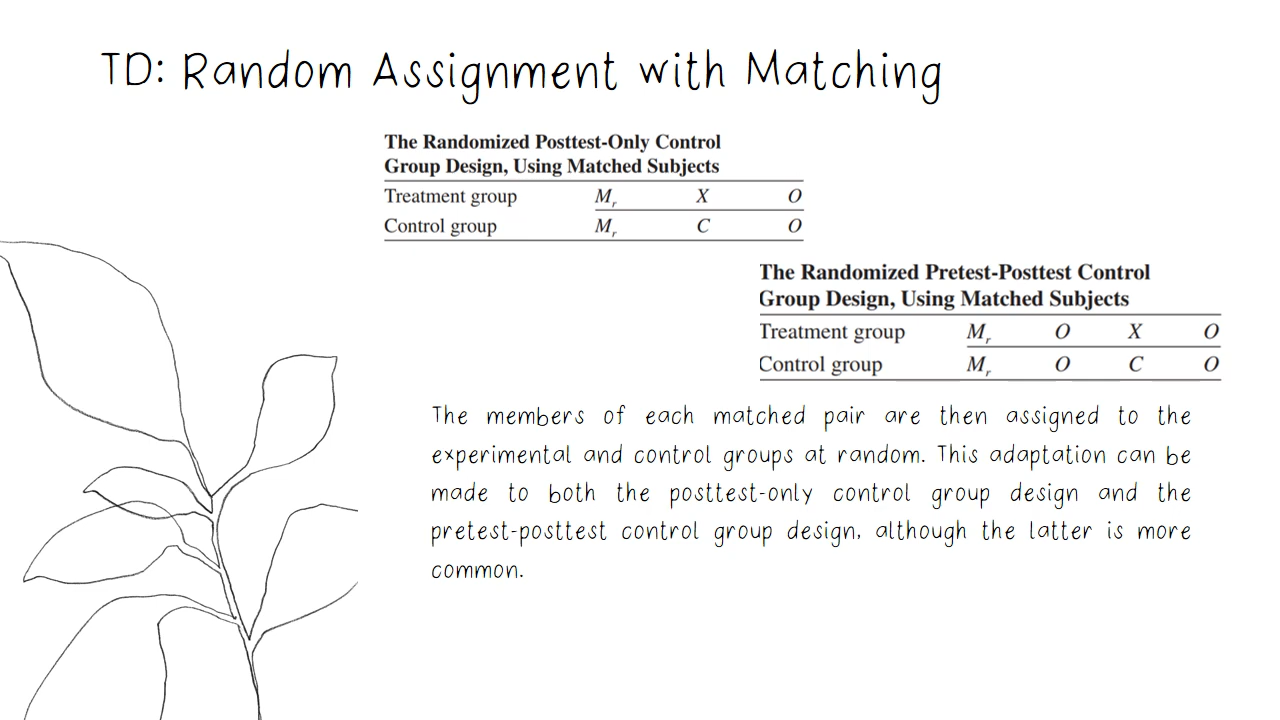 TD: Random Assignment with Matching
The Randomized Posttest-Only Control
Group Design, Using Matched Subjects
Treatment group Mr X O
Control group Mr C O
The Randomized Pretest-Posttest Control
Group Design, Using Matched Subjects
Treatment group Mr O X O
Control group Mr O C O
The members of each matched pair are then assigned to the
experimental and control groups at random. This adaptation can be
made to both the posttest-only control group design and the
pretest-posttest control group design, although the latter is more
common.